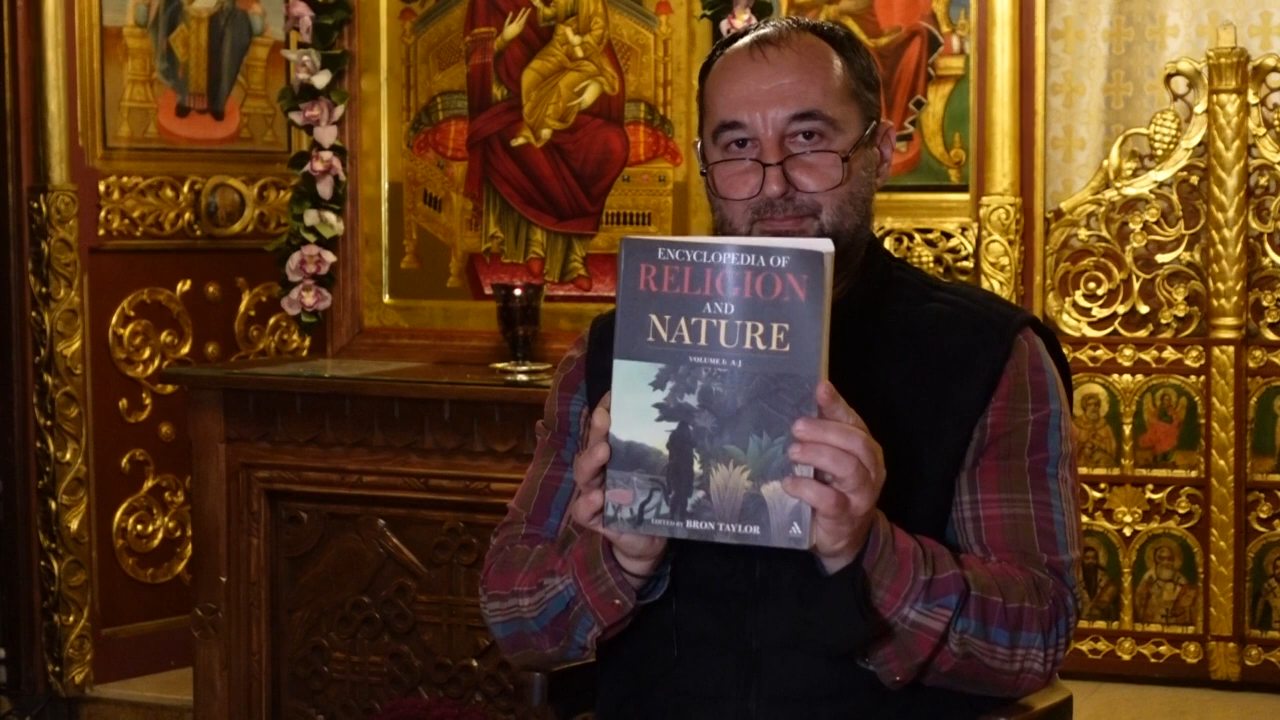 ENCYCLOPEDIA OF
RELIGION
AND
NATURE
VOLUME I: A-J
EDITED BY BRON TAYLOR